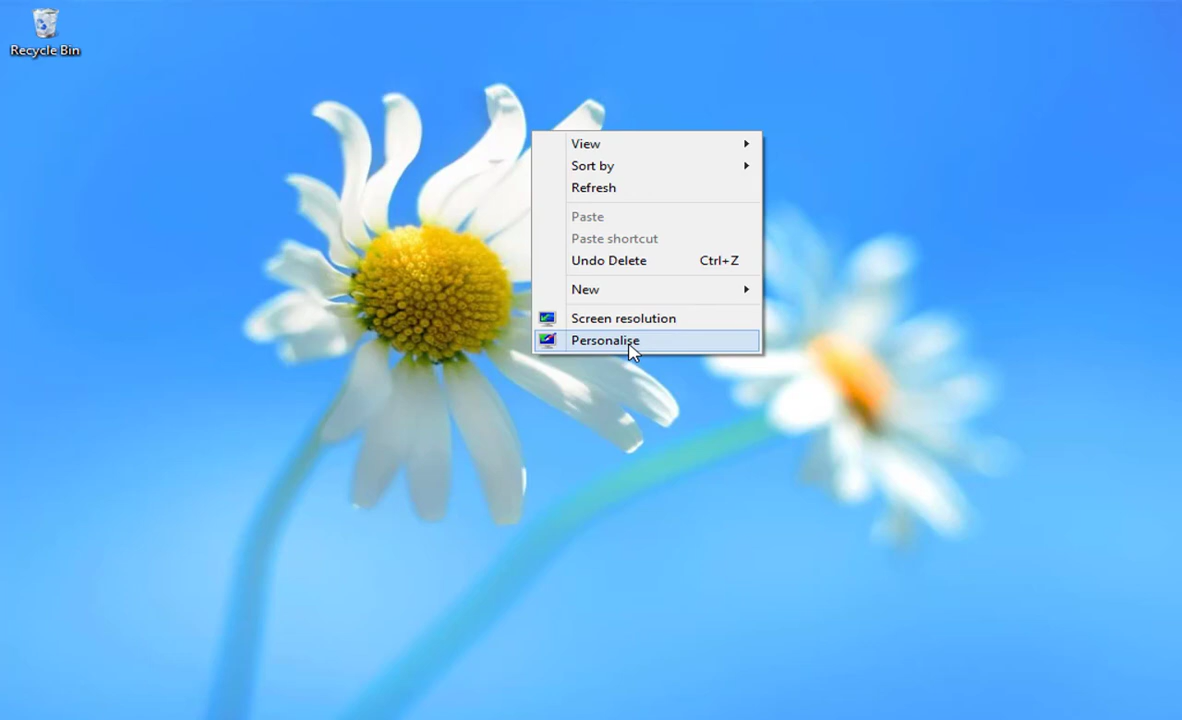 Recycle Bin
View
Sort by
Refresh
Paste
Paste shortcut
Undo Delete Ctrl+Z
New
Screen resolution
Personalise